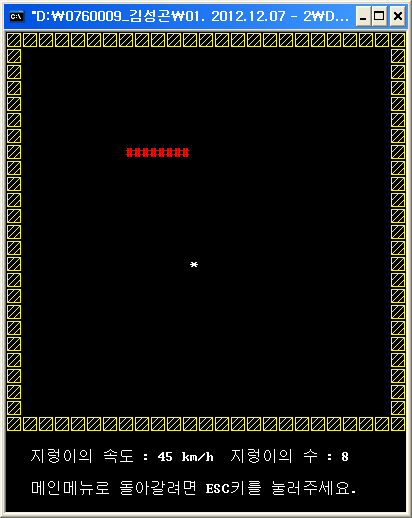 "D:₩0760009_김성곤₩01. 2012.12.07 - 2₩D...
########
*
지렁이의 속도 : 45 km/h 지렁이의 수 : 8
메인메뉴로 돌아갈려면 ESC키를 눌러주세요.